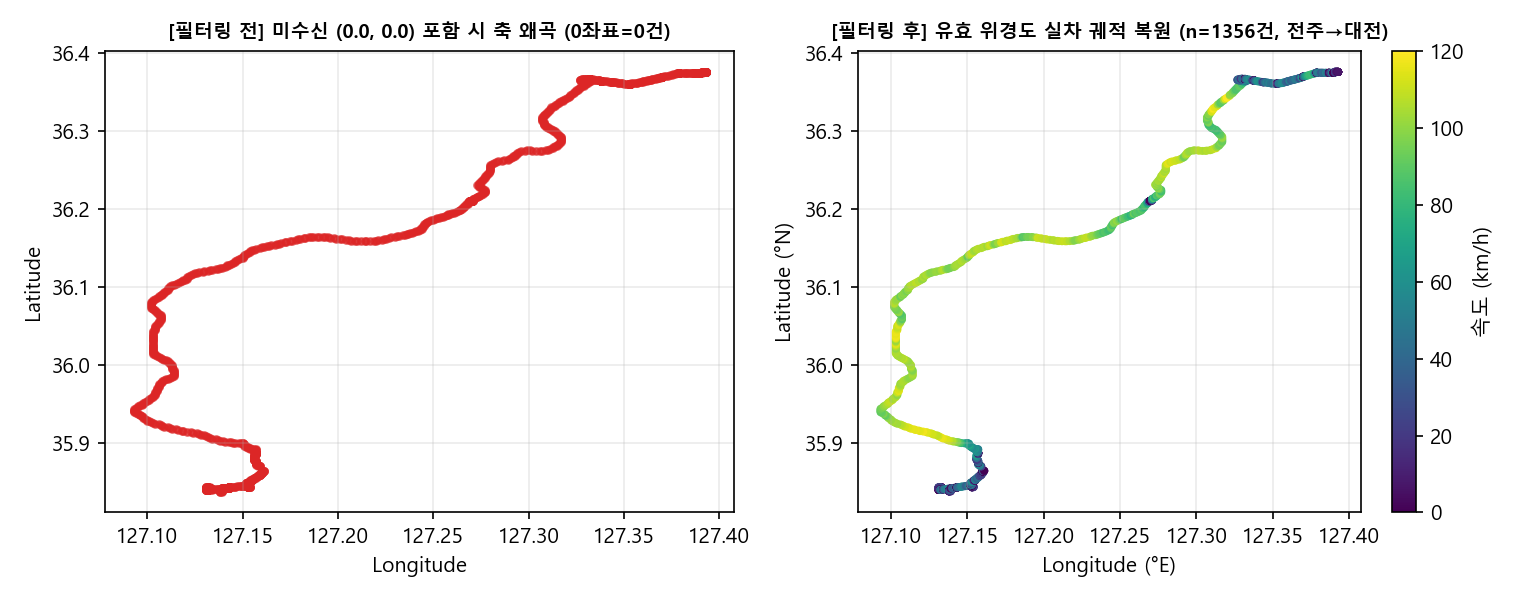 [필터링 전] 미수신 (0.0, 0.0) 포함 시 축 왜곡 (0좌표=0건)
36.4
36.3
36.2
36.1
36.0
35.9
Latitude
127.10 127.15 127.20 127.25 127.30 127.35 127.40
Longitude
[필터링 후] 유효 위경도 실차 궤적 복원 (n=1356건, 전주→대전)
36.4
36.3
36.2
36.1
36.0
35.9
Latitude (°N)
127.10 127.15 127.20 127.25 127.30 127.35 127.40
Longitude (°E)
120
100
80
60
40
20
0
속도 (km/h)